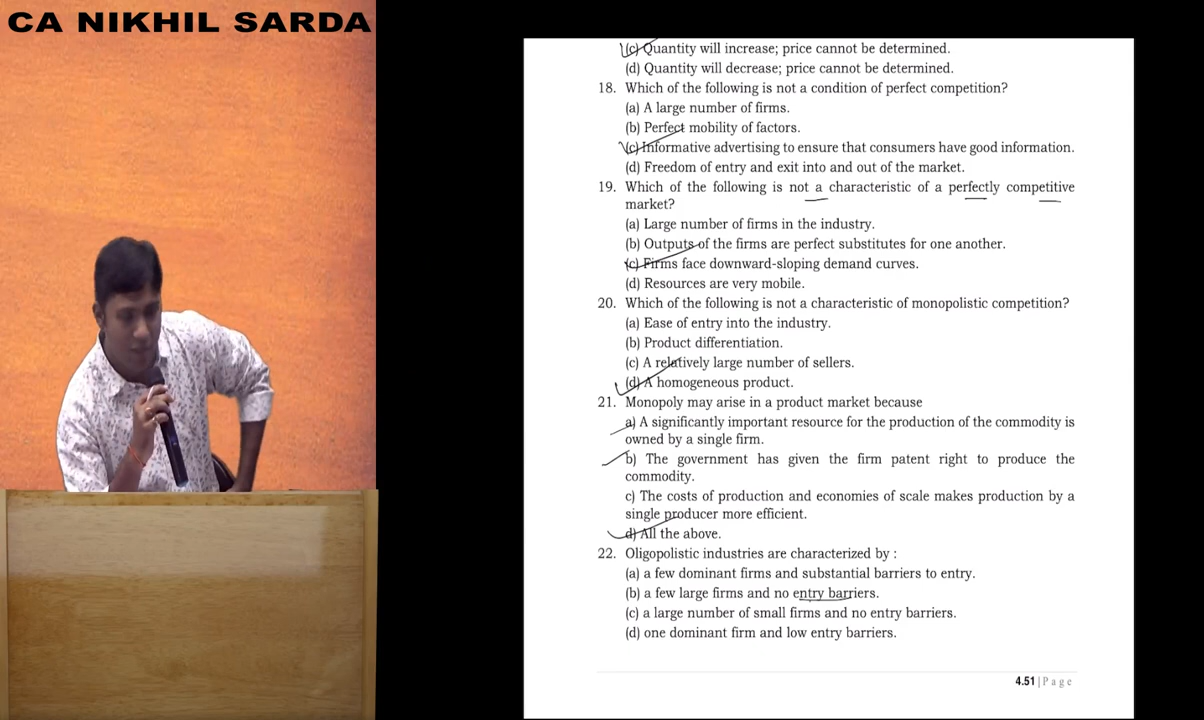 CA NIKHIL SARDA
(c) Quantity will increase; price cannot be determined.
(d) Quantity will decrease; price cannot be determined.
18. Which of the following is not a condition of perfect competition?
(a) A large number of firms.
(b) Perfect mobility of factors.
(c) Informative advertising to ensure that consumers have good information.
(d) Freedom of entry and exit into and out of the market.
19. Which of the following is not a characteristic of a perfectly competitive
market?
(a) Large number of firms in the industry.
(b) Outputs of the firms are perfect substitutes for one another.
(c) Firms face downward-sloping demand curves.
(d) Resources are very mobile.
20. Which of the following is not a characteristic of monopolistic competition?
(a) Ease of entry into the industry.
(b) Product differentiation.
(c) A relatively large number of sellers.
(d) A homogeneous product.
21. Monopoly may arise in a product market because
a) A significantly important resource for the production of the commodity is
owned by a single firm.
b) The government has given the firm patent right to produce the
commodity.
c) The costs of production and economies of scale makes production by a
single producer more efficient.
d) All the above.
22. Oligopolistic industries are characterized by :
(a) a few dominant firms and substantial barriers to entry.
(b) a few large firms and no entry barriers.
(c) a large number of small firms and no entry barriers.
(d) one dominant firm and low entry barriers.
4.51 | Page